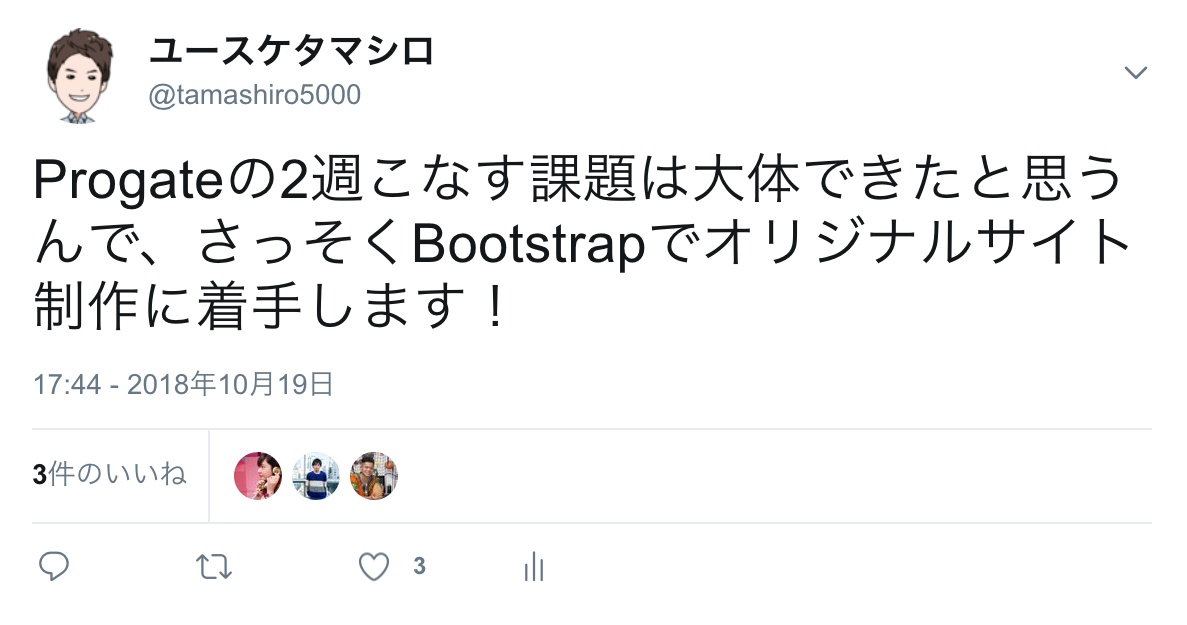 ユースケタマシロ
@tamashiro5000
Progateの2週こなす課題は大体できたと思う
んで、さっそくBootstrapでオリジナルサイト
制作に着手します！
17:44 - 2018年10月19日
3件のいいね
3